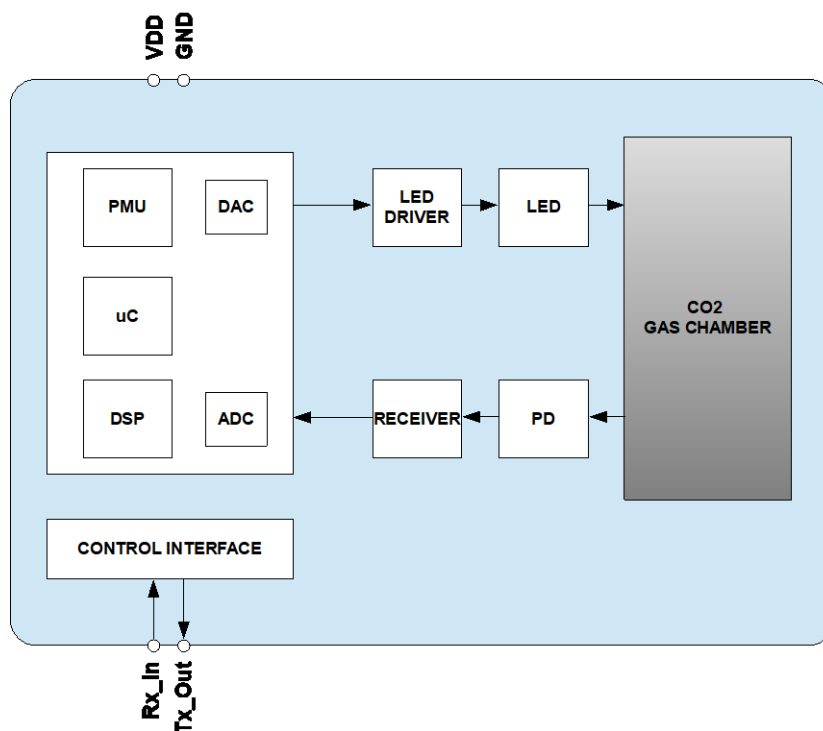 VDD
GND
PMU
DAC
LED
DRIVER
LED
uC
CO2
GAS CHAMBER
DSP
ADC
RECEIVER
PD
CONTROL INTERFACE
Rx_In
Tx_Out